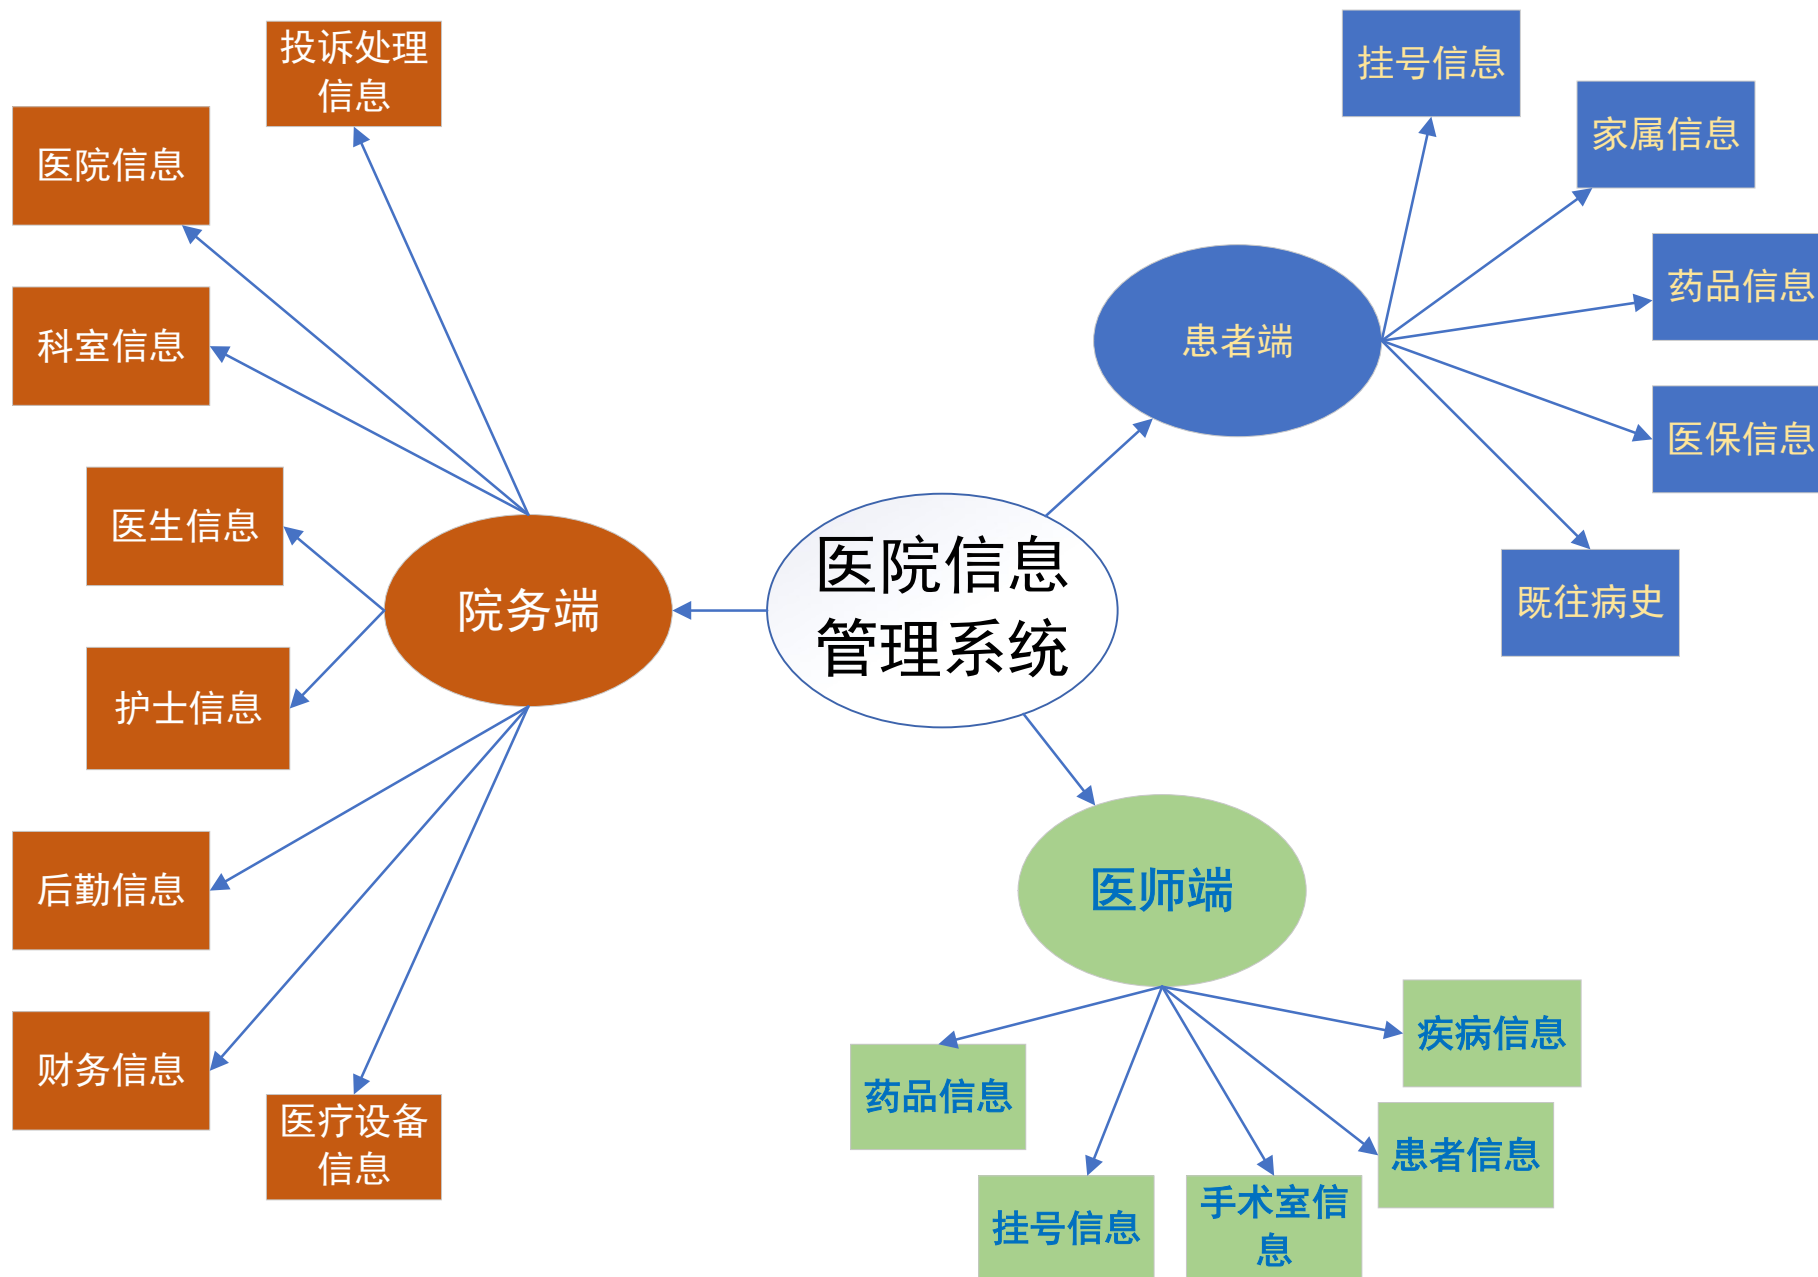 投诉处理
信息
医院信息
科室信息
医生信息
护士信息
后勤信息
财务信息
医疗设备
信息
院务端
医院信息
管理系统
患者端
挂号信息
家属信息
药品信息
医保信息
既往病史
医师端
疾病信息
药品信息
患者信息
挂号信息
手术室信
息